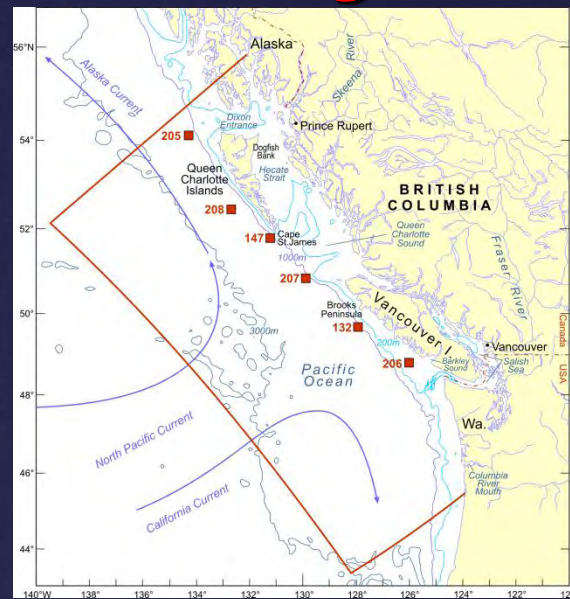 56°N
54°
52°
50°
48°
46°
44°
140°W
138°
136°
134°
132°
130°
128°
126°
124°
122°
Alaska
Alaska Current
Skeena
River
Dixon
Entrance
Prince Rupert
205
Dogfish
Bank
Hecate
Strait
Queen
Charlotte
Islands
BRITISH
COLUMBIA
208
Queen
Charlotte
Sound
147
Cape
St.James
1000m
Fraser River
207
Brooks
Peninsula
Vancouver I
132
3000m
200m
Vancouver
Canada
USA
Barkley
Sound
Salish
Sea
206
Pacific
Ocean
Wa.
North Pacific Current
California Current
Columbia
River
Mouth